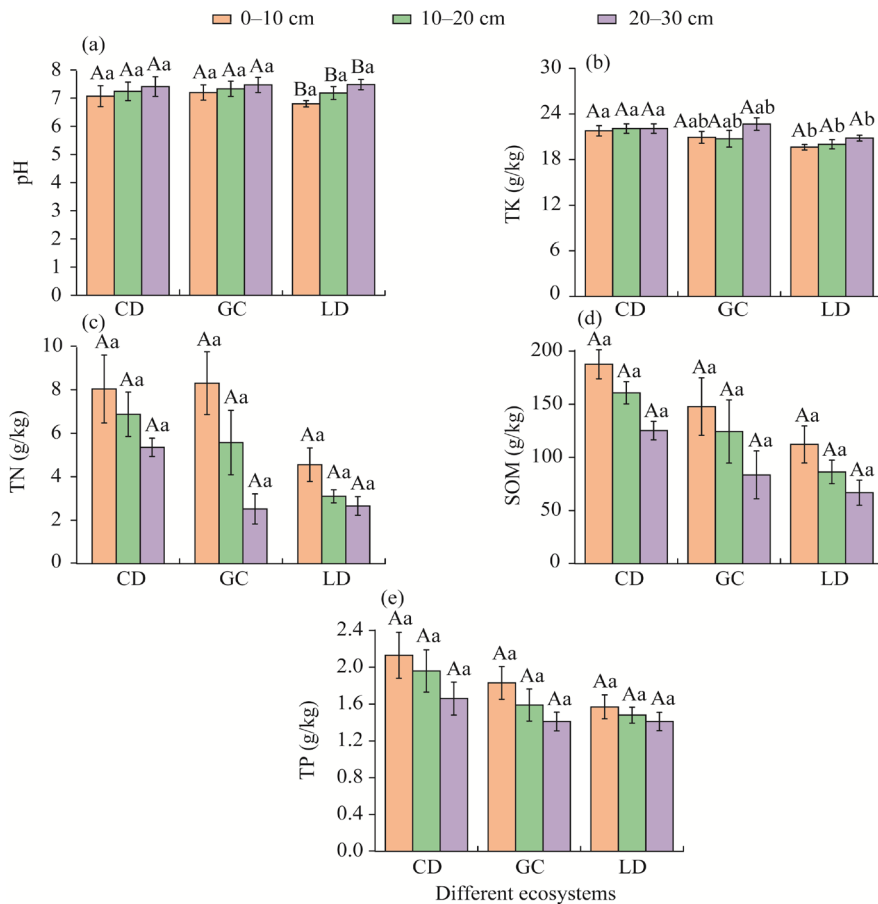 0–10 cm 10–20 cm 20–30 cm
(a)
8
7
6
5
4
3
2
1
0
pH
Aa Aa Aa Aa Aa Aa Ba Ba Ba
CD GC LD
(b)
30
24
18
12
6
0
TK (g/kg)
Aa Aa Aa Aab Aab Aab Ab Ab Ab
CD GC LD
(c)
10
8
6
4
2
0
TN (g/kg)
Aa Aa Aa Aa Aa Aa Aa Aa Aa
CD GC LD
(d)
200
150
100
50
0
SOM (g/kg)
Aa Aa Aa Aa Aa Aa Aa Aa Aa
CD GC LD
(e)
2.4
2.0
1.6
1.2
0.8
0.4
0.0
TP (g/kg)
Aa Aa Aa Aa Aa Aa Aa Aa Aa
CD GC LD
Different ecosystems